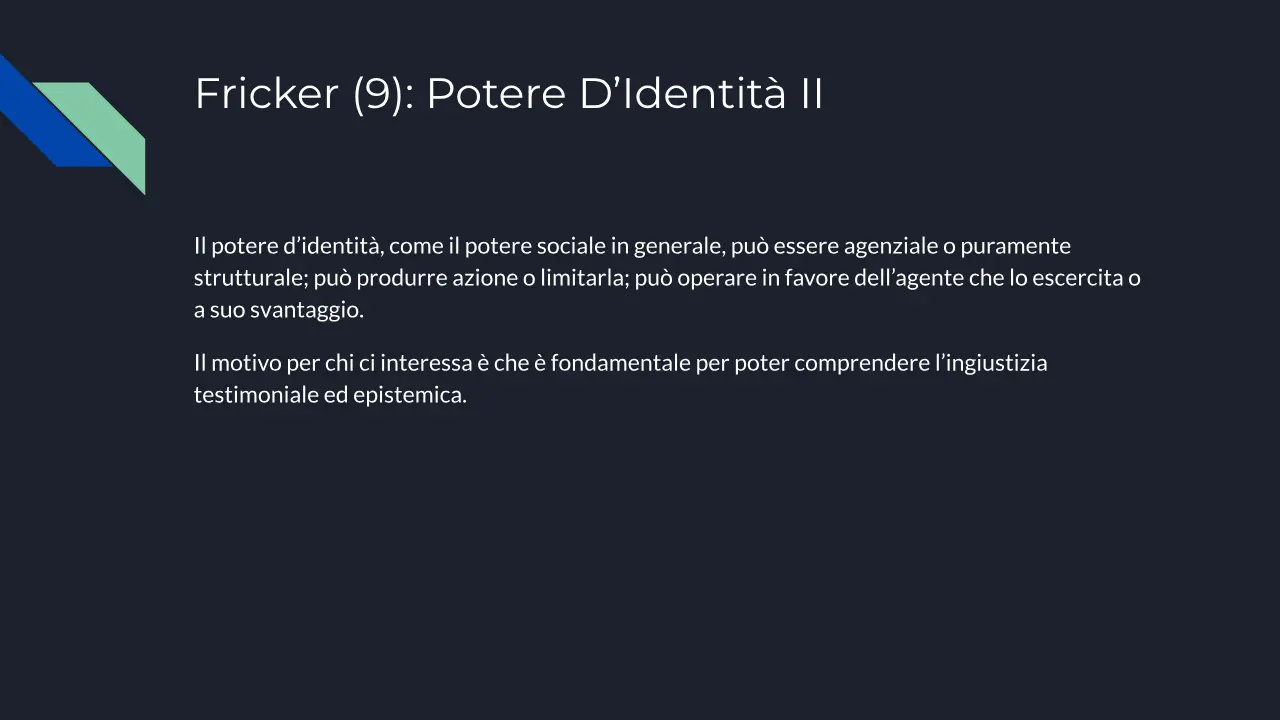 Fricker (9): Potere D’Identità II
Il potere d’identità, come il potere sociale in generale, può essere agenziale o puramente
strutturale; può produrre azione o limitarla; può operare in favore dell’agente che lo escercita o
a suo svantaggio.
Il motivo per chi ci interessa è che è fondamentale per poter comprendere l’ingiustizia
testimoniale ed epistemica.